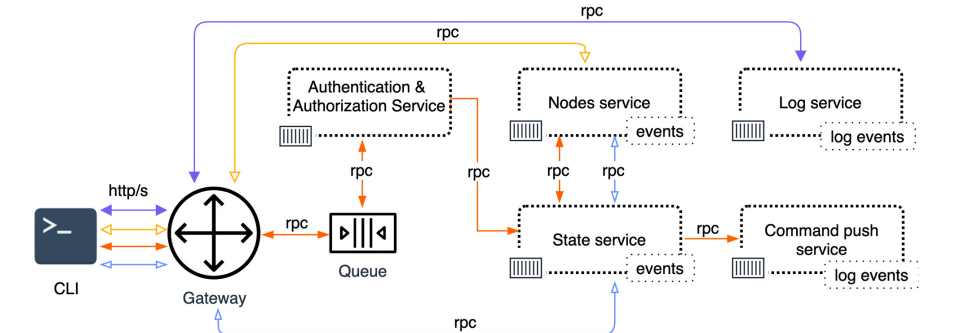 rpc
rpc
Authentication &
Authorization Service
Nodes service
events
Log service
log events
rpc
rpc
rpc
rpc
http/s
>_
rpc
State service
events
rpc
Command push
service
log events
CLI
Gateway
Queue
rpc